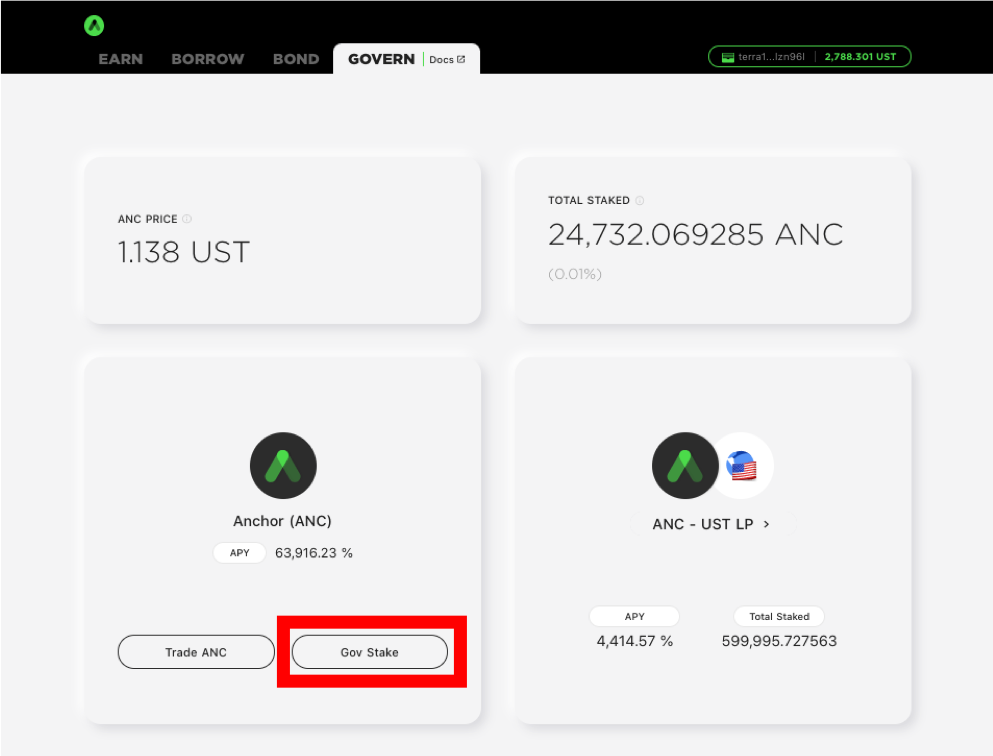 EARN BORROW BOND GOVERN Docs terra1...lzn96l 2,788.301 UST
ANC PRICE
1.138 UST
TOTAL STAKED
24,732.069285 ANC
(0.01%)
Anchor (ANC)
APY 63,916.23 %
Trade ANC Gov Stake
ANC - UST LP >
APY Total Staked
4,414.57 % 599,995.727563